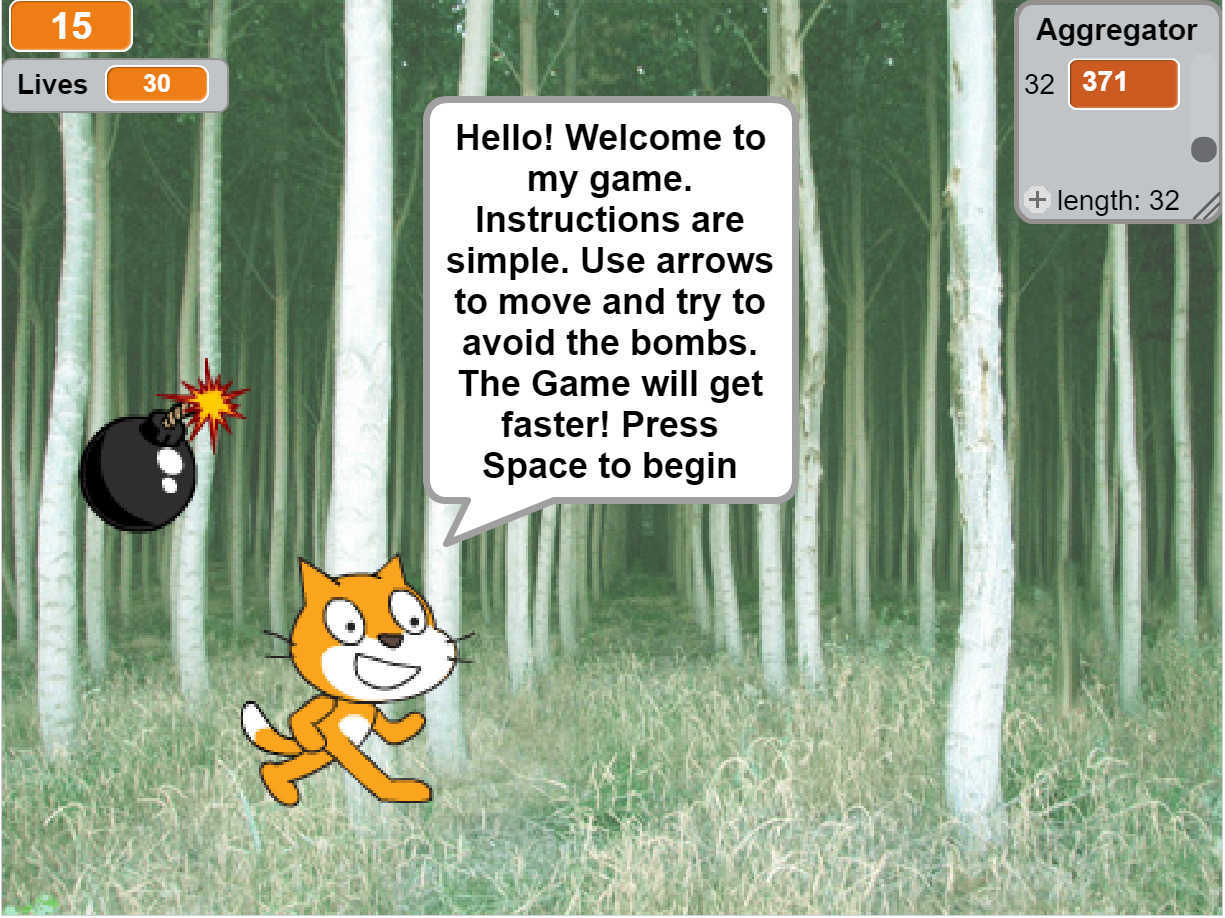 15
Lives 30
Hello! Welcome to
my game.
Instructions are
simple. Use arrows
to move and try to
avoid the bombs.
The Game will get
faster! Press
Space to begin
Aggregator
32 371
+ length: 32